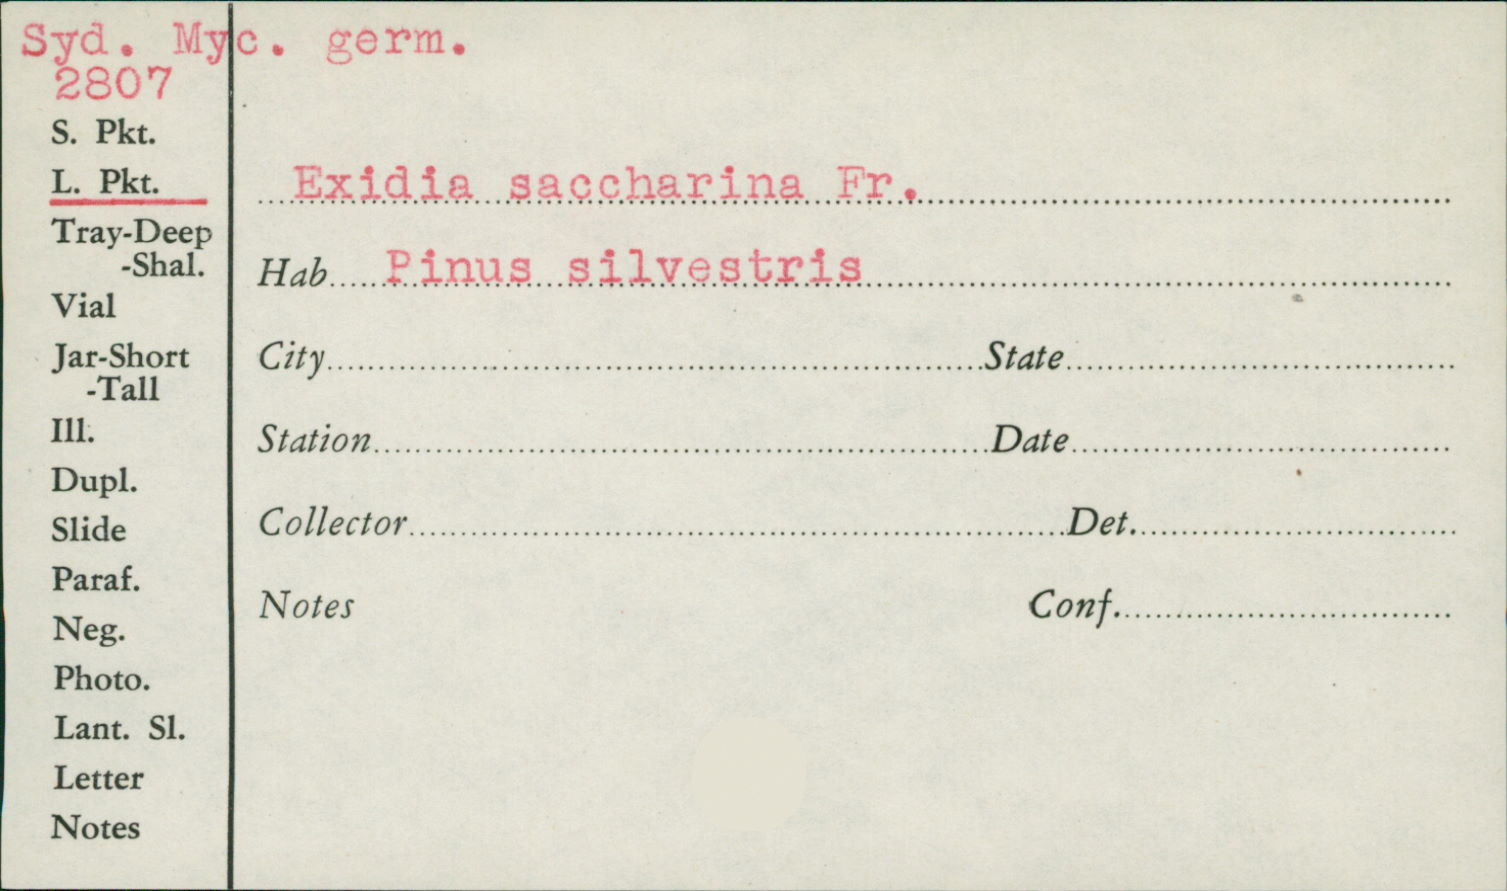 Syd. Myc. germ.
2807
S. Pkt.
L. Pkt.
Tray-Deep
-Shal.
Vial
Jar-Short
-Tall
Ill.
Dupl.
Slide
Paraf.
Neg.
Photo.
Lant. Sl.
Letter
Notes
Exidia saccharina Fr.
Hab. Pinus silvestris
City State
Station Date
Collector Det.
Notes Conf.